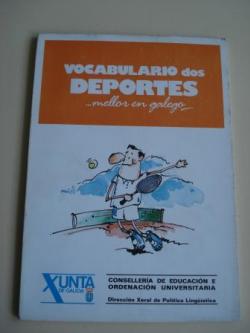 VOCABULARIO dos
DEPORTES
...mellor en galego...
XUNTA
DE GALICIA
CONSELLERÍA DE EDUCACIÓN E
ORDENACIÓN UNIVERSITARIA
Dirección Xeral de Política Lingüística